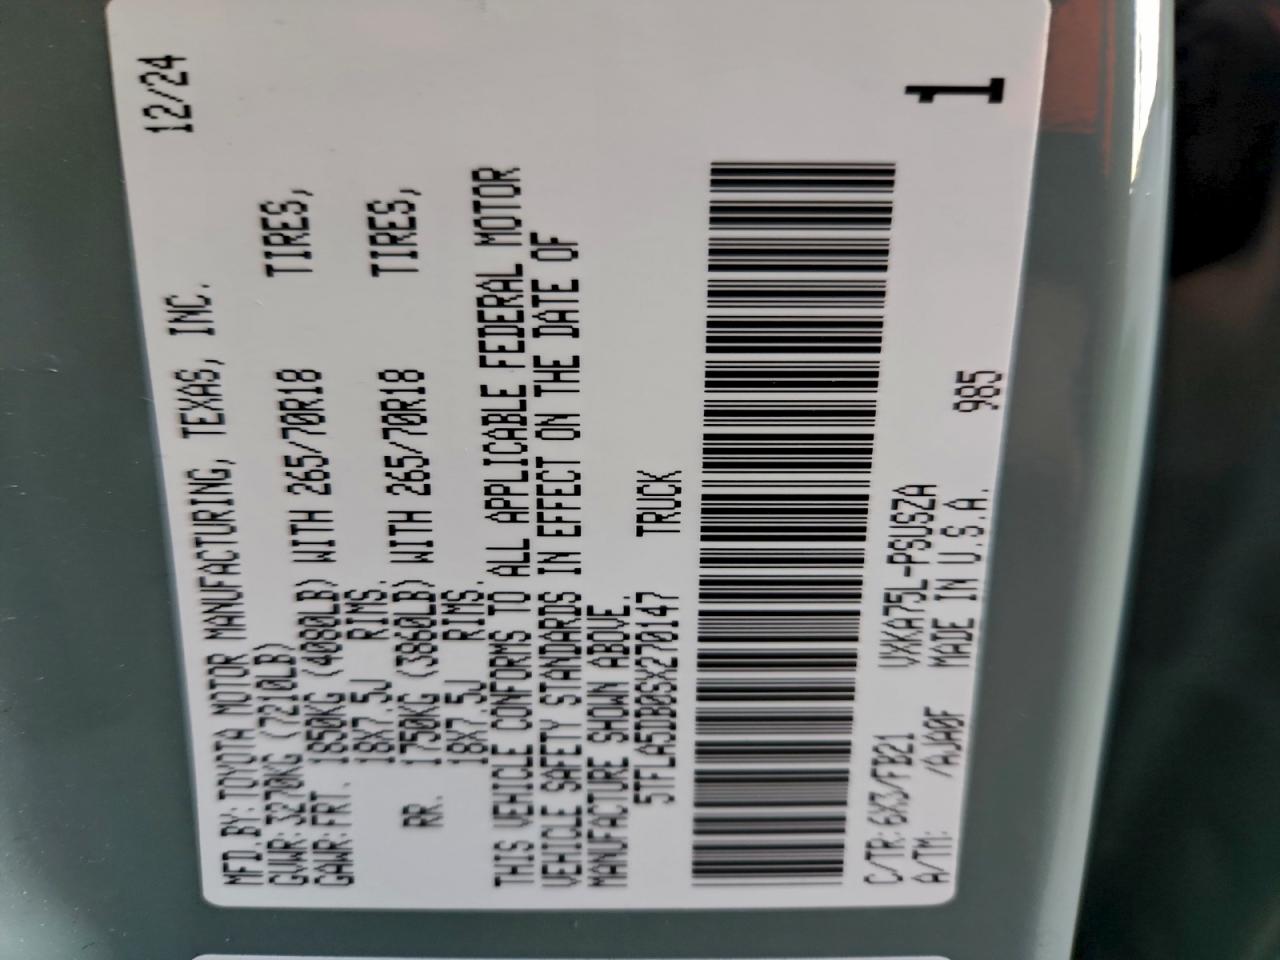 MFD.BY: TOYOTA MOTOR MANUFACTURING, TEXAS, INC. 12/24
GVWR: 3270KG (7210LB)
GAWR: FRT. 1850KG (4080LB) WITH 265/70R18 TIRES,
18X7.5J RIMS.
RR. 1750KG (3860LB) WITH 265/70R18 TIRES,
18X7.5J RIMS.
THIS VEHICLE CONFORMS TO ALL APPLICABLE FEDERAL MOTOR
VEHICLE SAFETY STANDARDS IN EFFECT ON THE DATE OF
MANUFACTURE SHOWN ABOVE.
5TFLA5DB0SX270147 TRUCK
C/TR: 6X3/FB21 VXKA75L-PSUSZA
A/TM: /AJA0F MADE IN U.S.A. 985
1